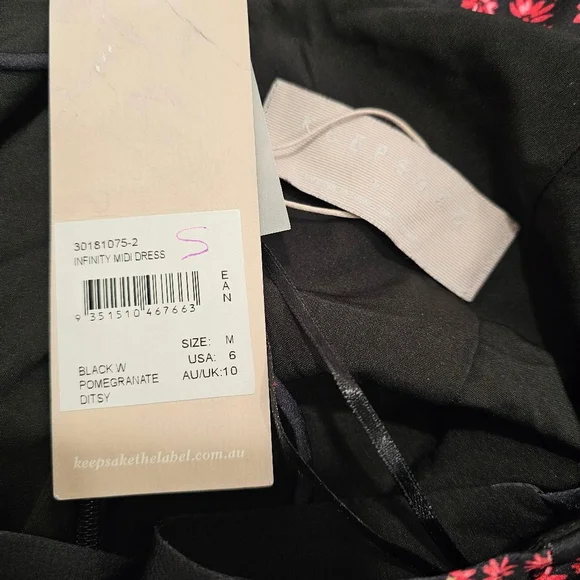 30181075-2
INFINITY MIDI DRESS
S
EAN
9 351510 467663
SIZE: M
USA: 6
AU/UK:10
BLACK W
POMEGRANATE
DITSY
keepsakethelabel.com.au
keepsake